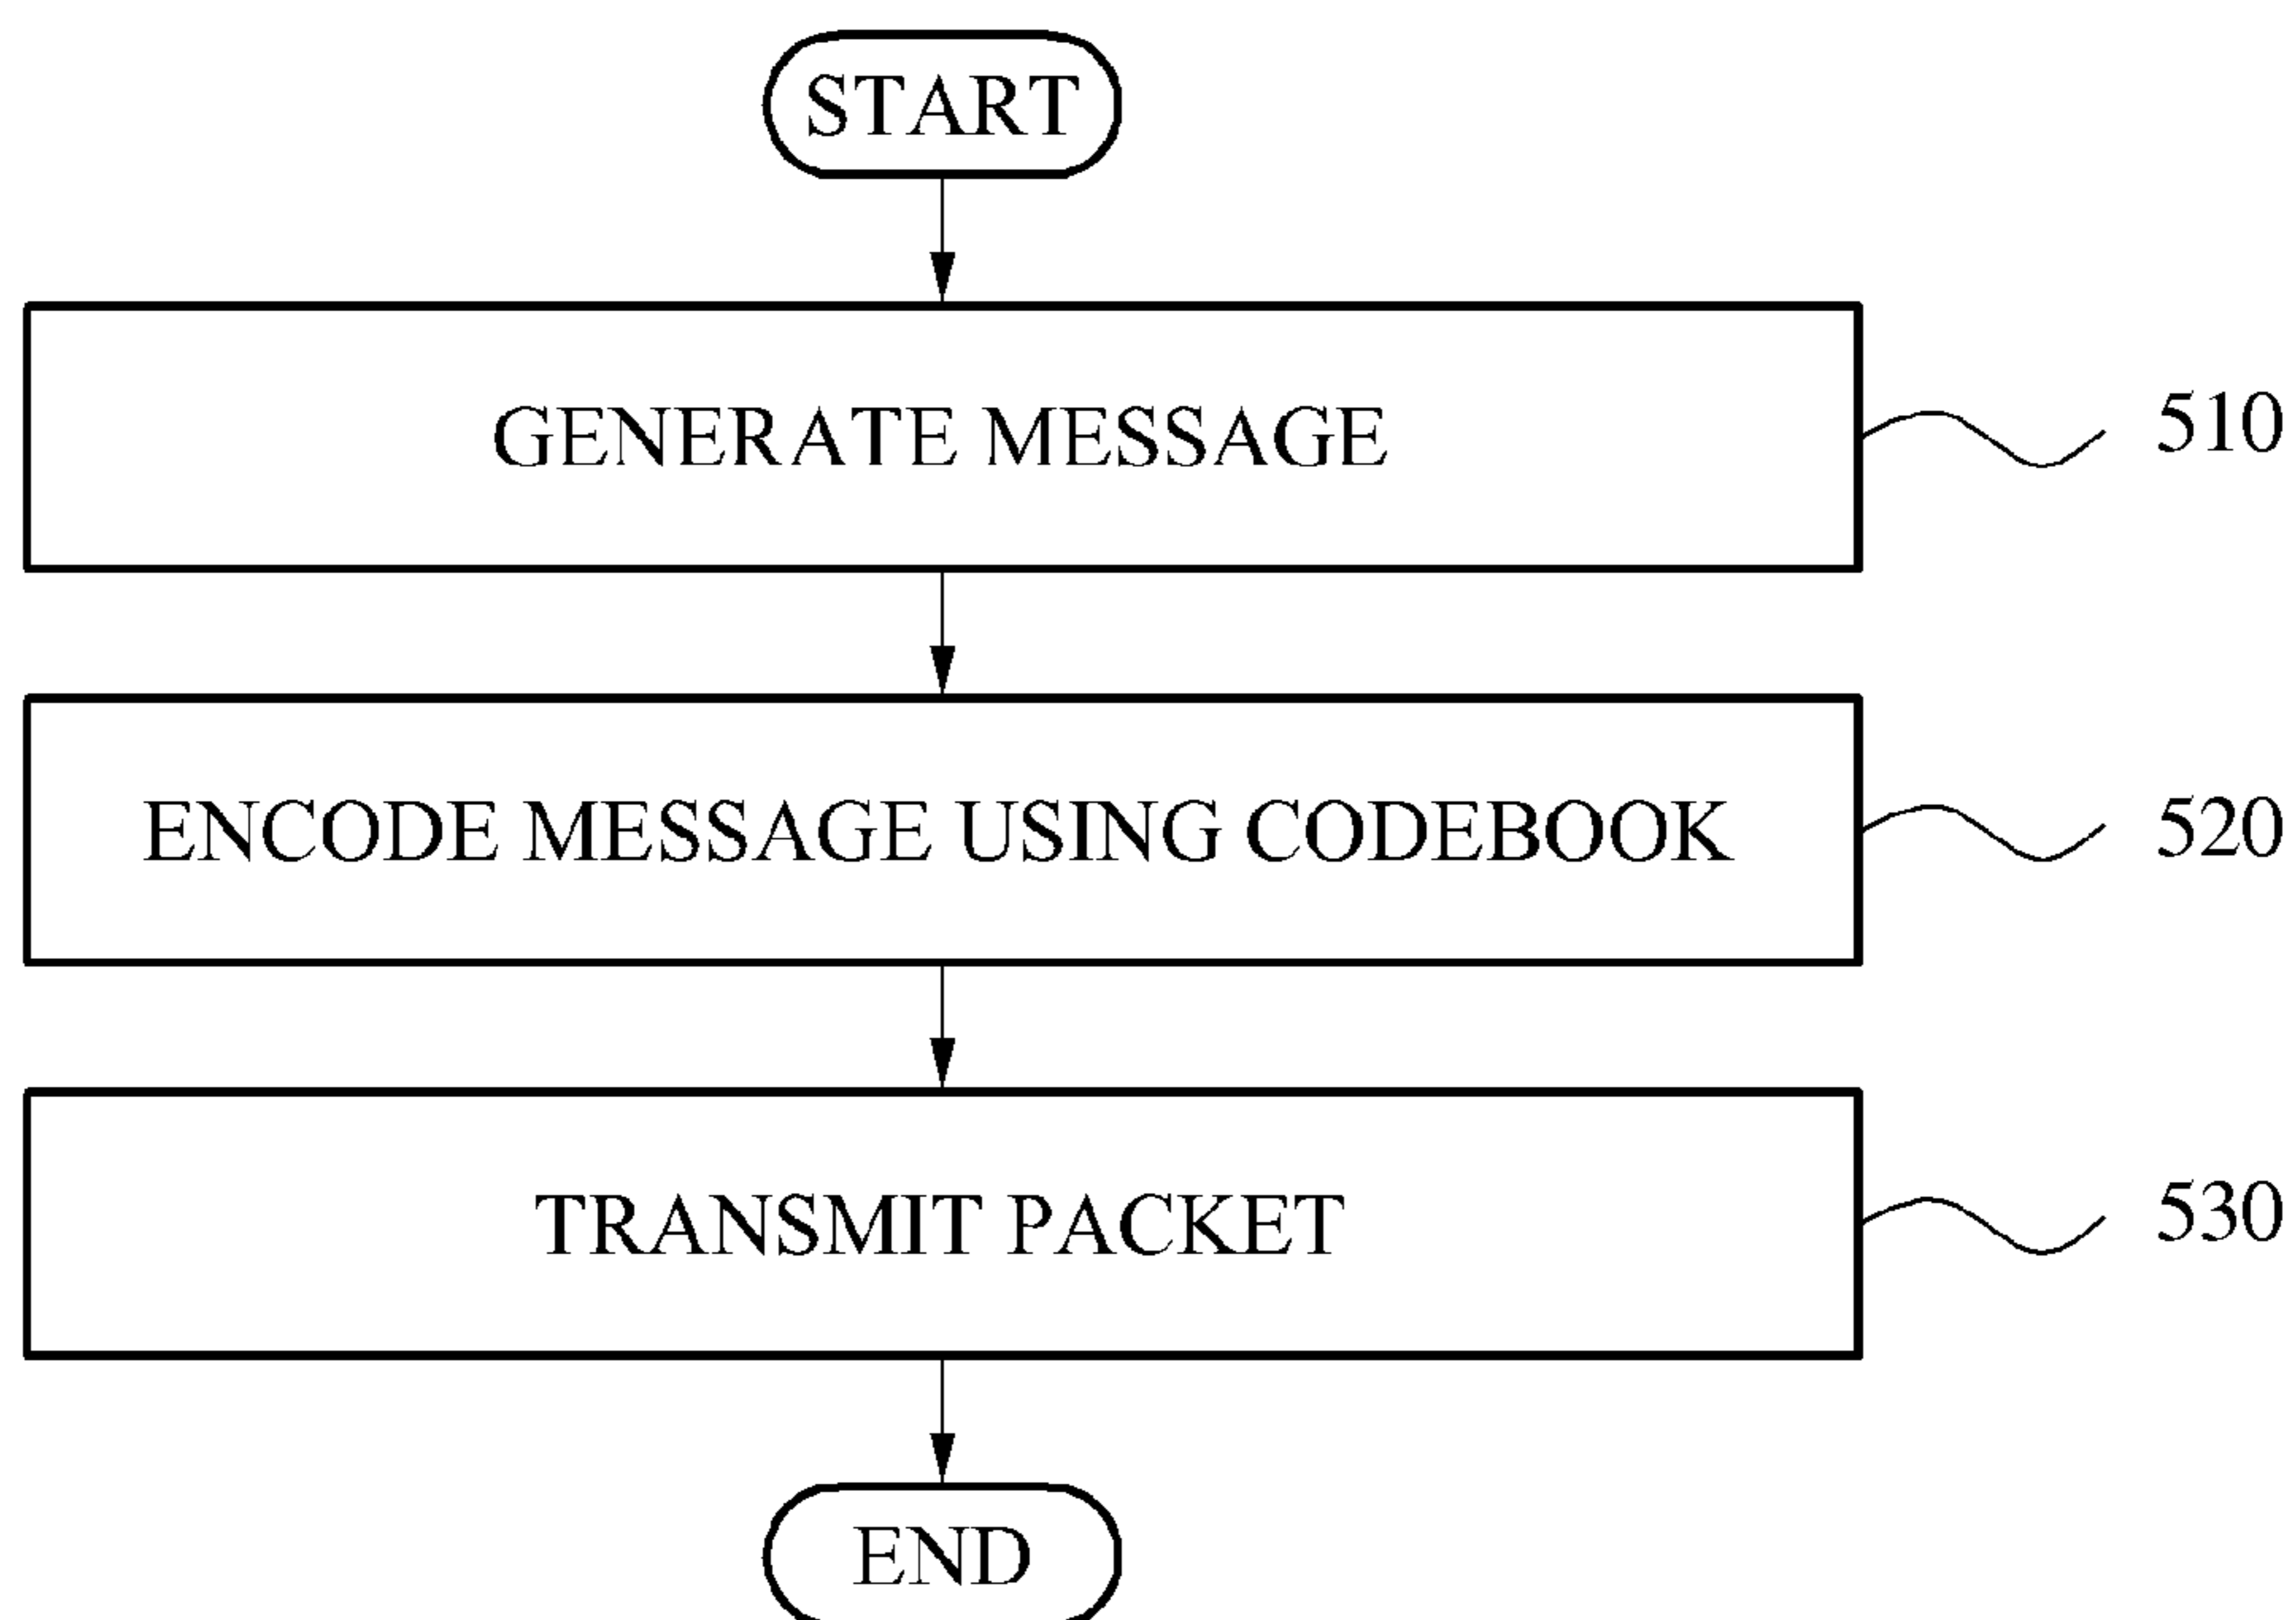 START
GENERATE MESSAGE
510
ENCODE MESSAGE USING CODEBOOK
520
TRANSMIT PACKET
530
END